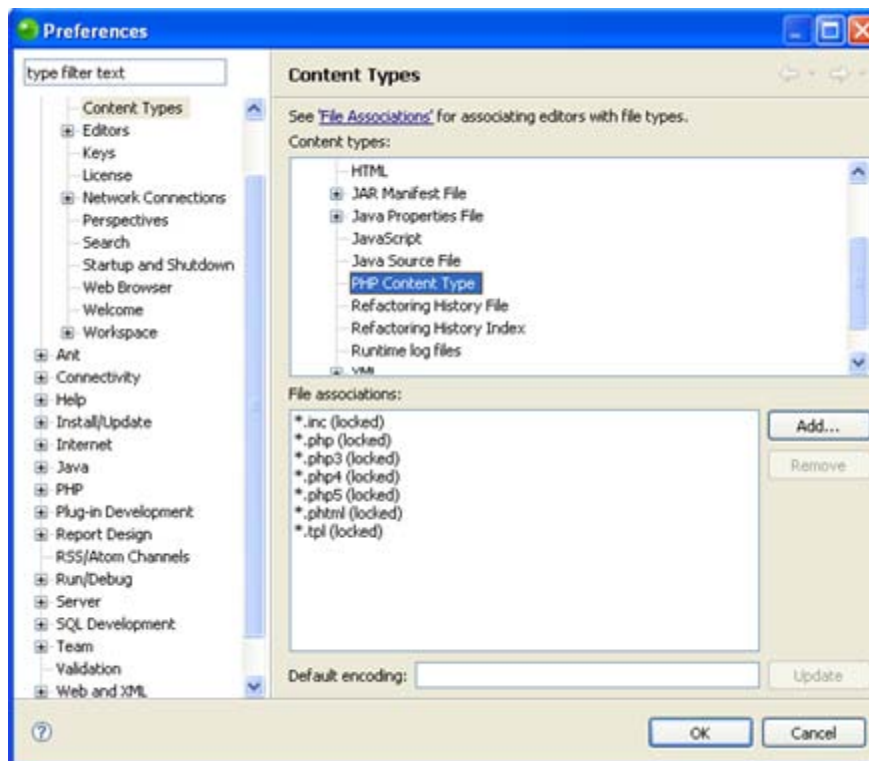 Preferences
type filter text
Content Types
Editors
Keys
License
Network Connections
Perspectives
Search
Startup and Shutdown
Web Browser
Welcome
Workspace
Ant
Connectivity
Help
Install/Update
Internet
Java
PHP
Plug-in Development
Report Design
RSS/Atom Channels
Run/Debug
Server
SQL Development
Team
Validation
Web and XML
Content Types
See 'File Associations' for associating editors with file types.
Content types:
HTML
JAR Manifest File
Java Properties File
JavaScript
Java Source File
PHP Content Type
Refactoring History File
Refactoring History Index
Runtime log files
XML
File associations:
*.inc (locked)
*.php (locked)
*.php3 (locked)
*.php4 (locked)
*.php5 (locked)
*.phtml (locked)
*.tpl (locked)
Add...
Remove
Default encoding:
Update
OK
Cancel